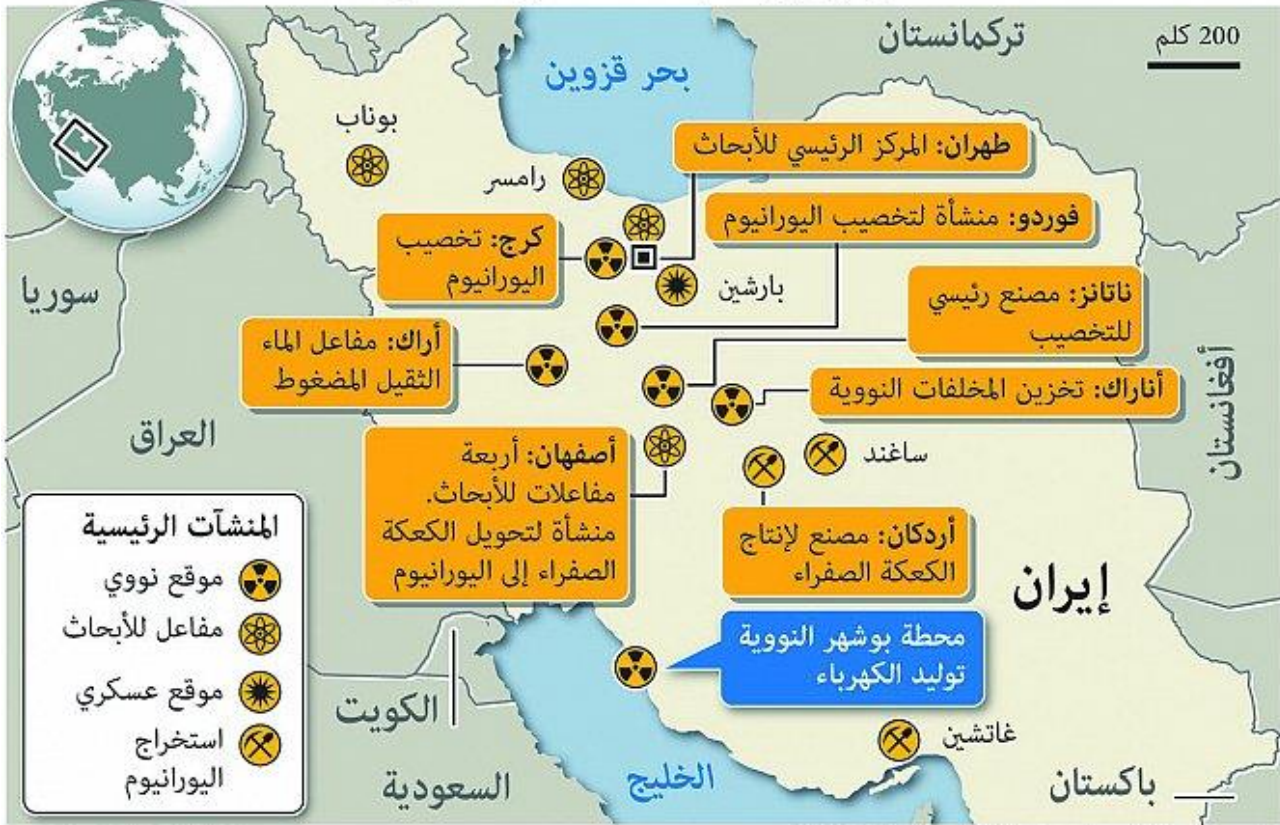 تركمانستان
200 كلم
بحر قزوين
بوناب
رامسر
طهران: المركز الرئيسي للأبحاث
فوردو: منشأة لتخصيب اليورانيوم
كرج: تخصيب
اليورانيوم
بارشين
ناتانز: مصنع رئيسي
للتخصيب
سوريا
أراك: مفاعل الماء
الثقيل المضغوط
أناراك: تخزين المخلفات النووية
أفغانستان
العراق
أصفهان: أربعة
مفاعلات للأبحاث.
منشأة لتحويل الكعكة
الصفراء إلى اليورانيوم
ساغند
أردكان: مصنع لإنتاج
الكعكة الصفراء
إيران
محطة بوشهر النووية
توليد الكهرباء
المنشآت الرئيسية
موقع نووي
مفاعل للأبحاث
موقع عسكري
استخراج
اليورانيوم
الكويت
السعودية
الخليج
غاتشين
باكستان